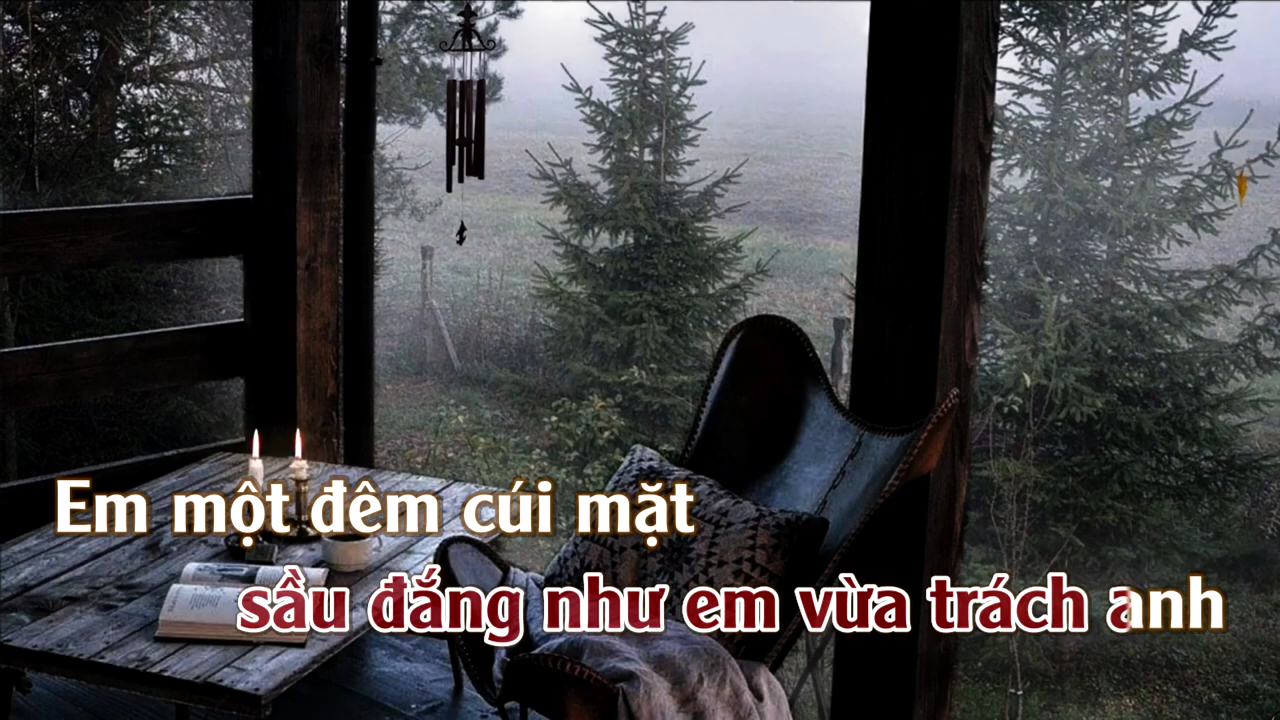 Em một đêm cúi mặt
sầu đắng như em vừa trách anh